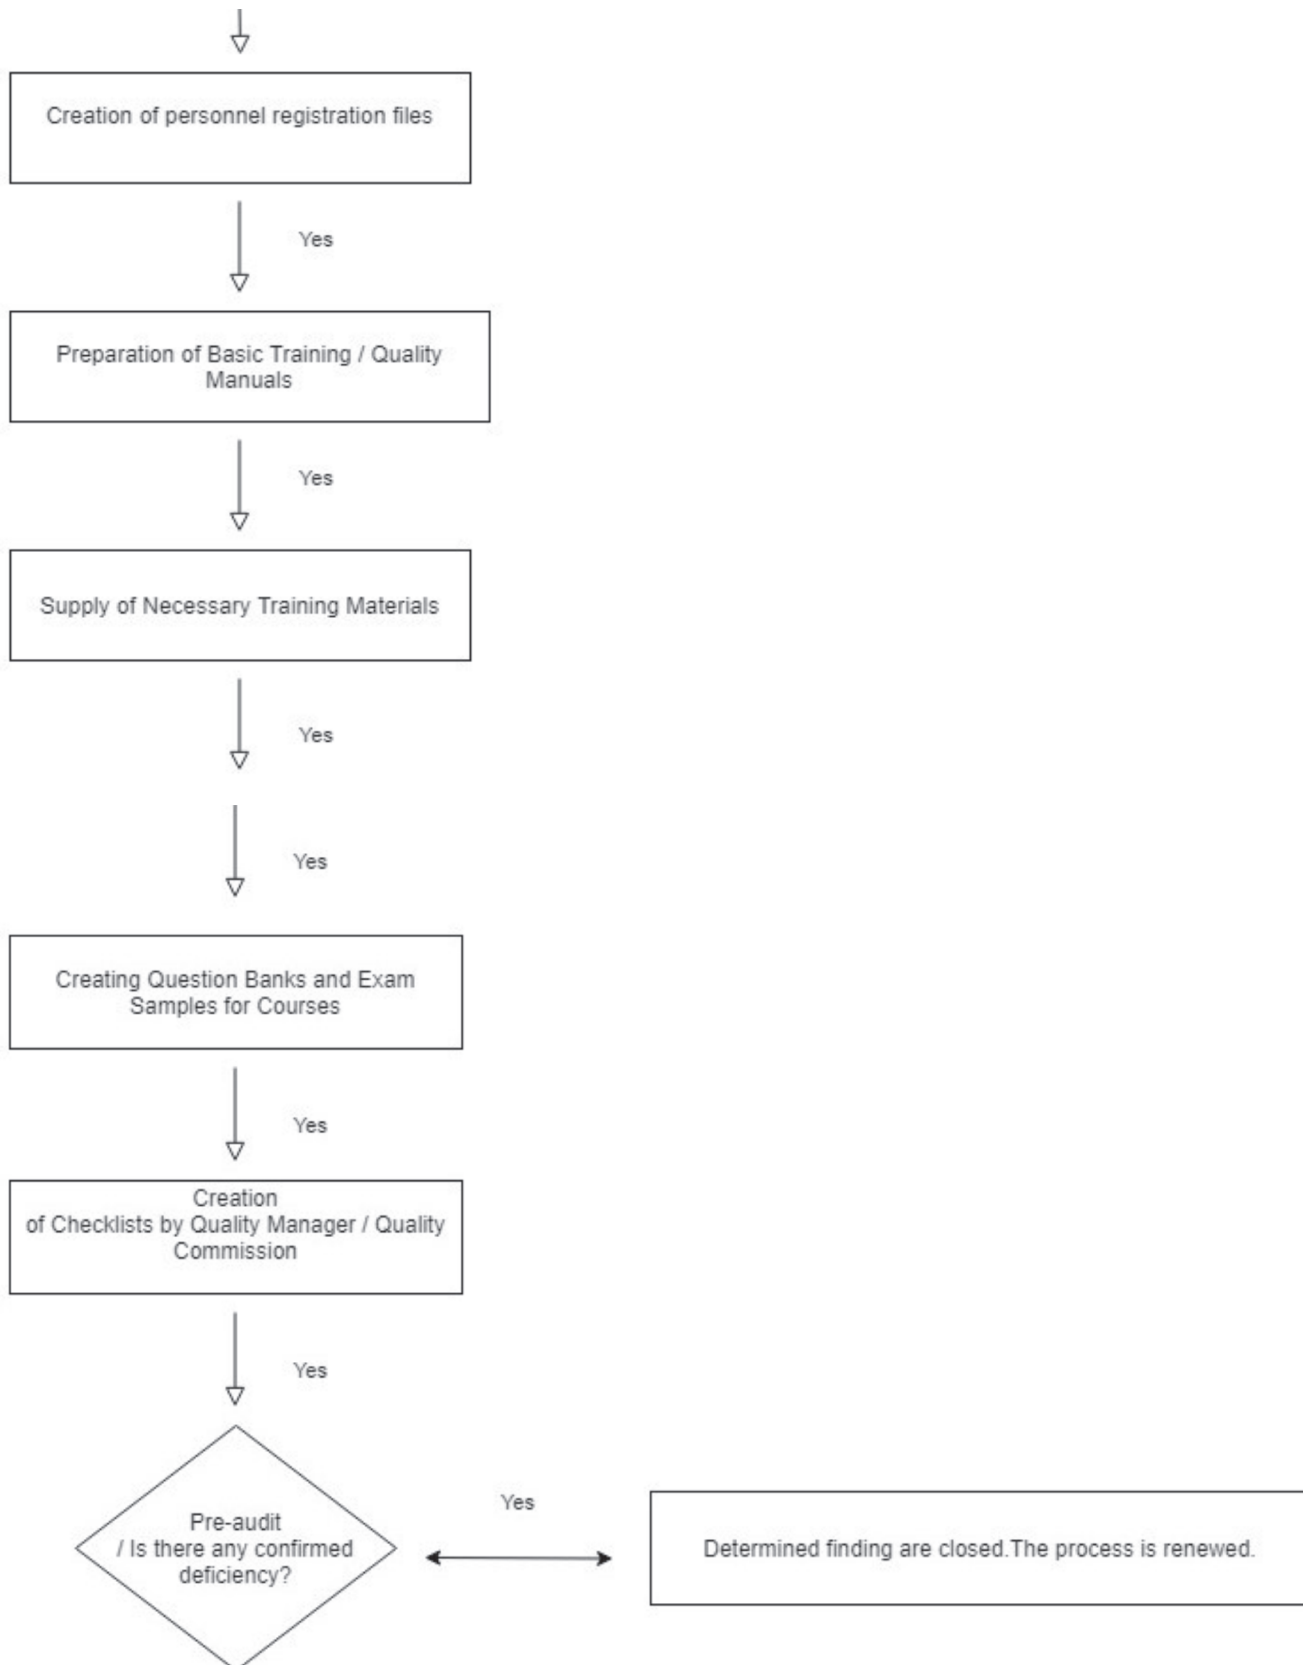 Creation of personnel registration files
Yes
Preparation of Basic Training / Quality
Manuals
Yes
Supply of Necessary Training Materials
Yes
Yes
Creating Question Banks and Exam
Samples for Courses
Yes
Creation
of Checklists by Quality Manager / Quality
Commission
Yes
Pre-audit
/ Is there any confirmed
deficiency?
Yes
Determined finding are closed.The process is renewed.